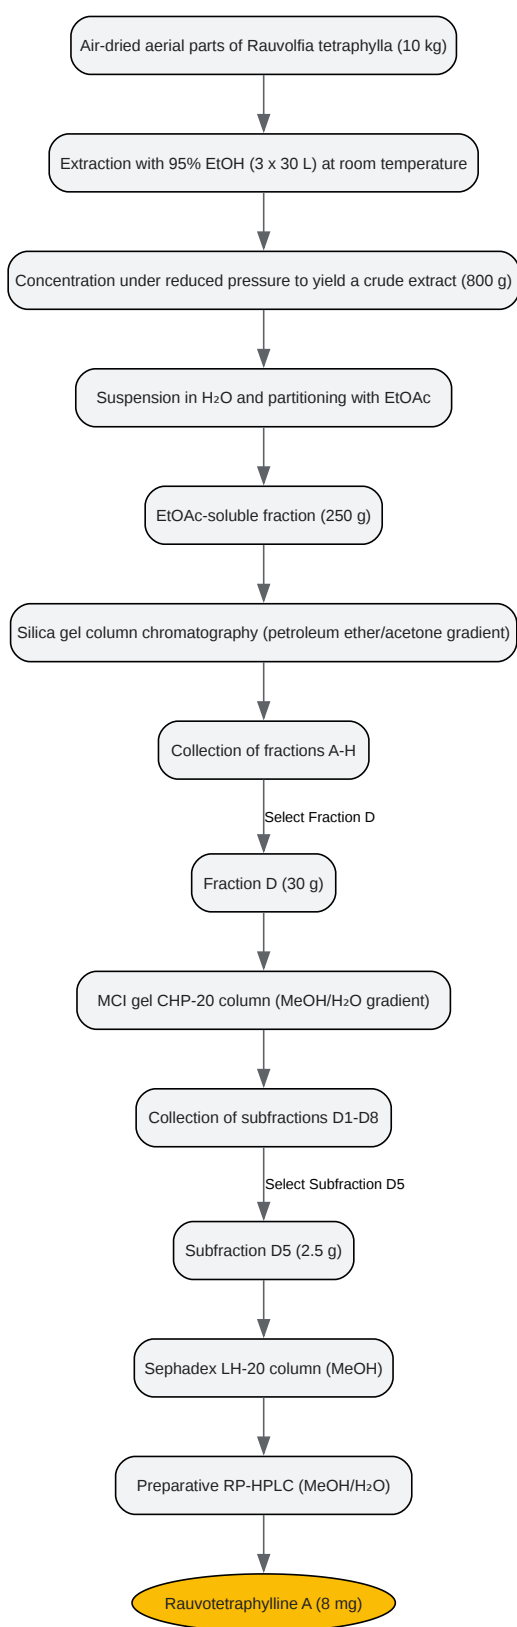 Air-dried aerial parts of Rauvolfia tetraphylla (10 kg)
Extraction with 95% EtOH (3 x 30 L) at room temperature
Concentration under reduced pressure to yield a crude extract (800 g)
Suspension in H₂O and partitioning with EtOAc
EtOAc-soluble fraction (250 g)
Silica gel column chromatography (petroleum ether/acetone gradient)
Collection of fractions A-H
Select Fraction D
Fraction D (30 g)
MCI gel CHP-20 column (MeOH/H₂O gradient)
Collection of subfractions D1-D8
Select Subfraction D5
Subfraction D5 (2.5 g)
Sephadex LH-20 column (MeOH)
Preparative RP-HPLC (MeOH/H₂O)
Rauvotetraphylline A (8 mg)